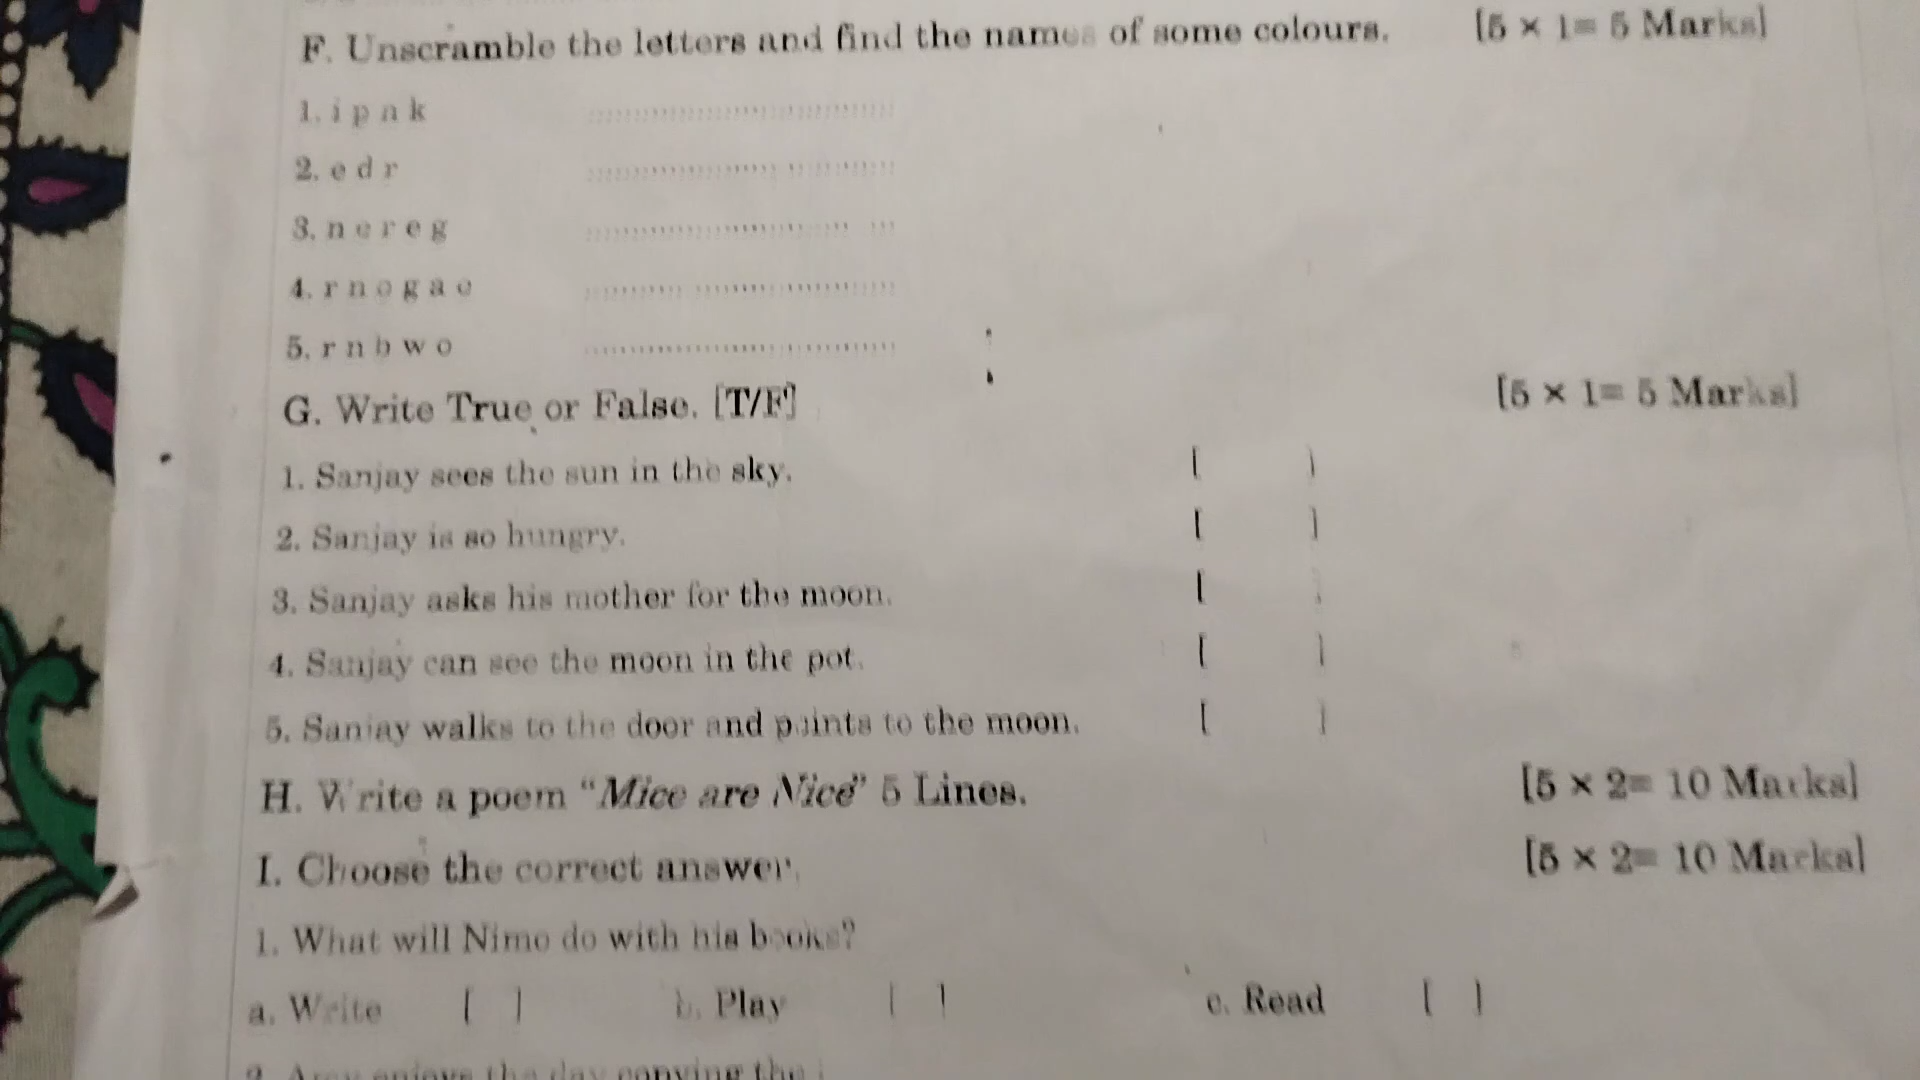 F. Unscramble the letters and find the names of some colours. [5 × 1= 5 Marks]
1. i p n k
2. e d r
3. n e r e g
4. r n o g a e
5. r n b w o
G. Write True or False. [T/F] [5 × 1= 5 Marks]
1. Sanjay sees the sun in the sky. [ ]
2. Sanjay is so hungry. [ ]
3. Sanjay asks his mother for the moon. [ ]
4. Sanjay can see the moon in the pot. [ ]
5. Sanjay walks to the door and points to the moon. [ ]
H. Write a poem “Mice are Nice” 5 Lines. [5 × 2= 10 Marks]
I. Choose the correct answer. [5 × 2= 10 Marks]
1. What will Nimo do with his books?
a. Write [ ] b. Play [ ] c. Read [ ]
enjoys the day copying the